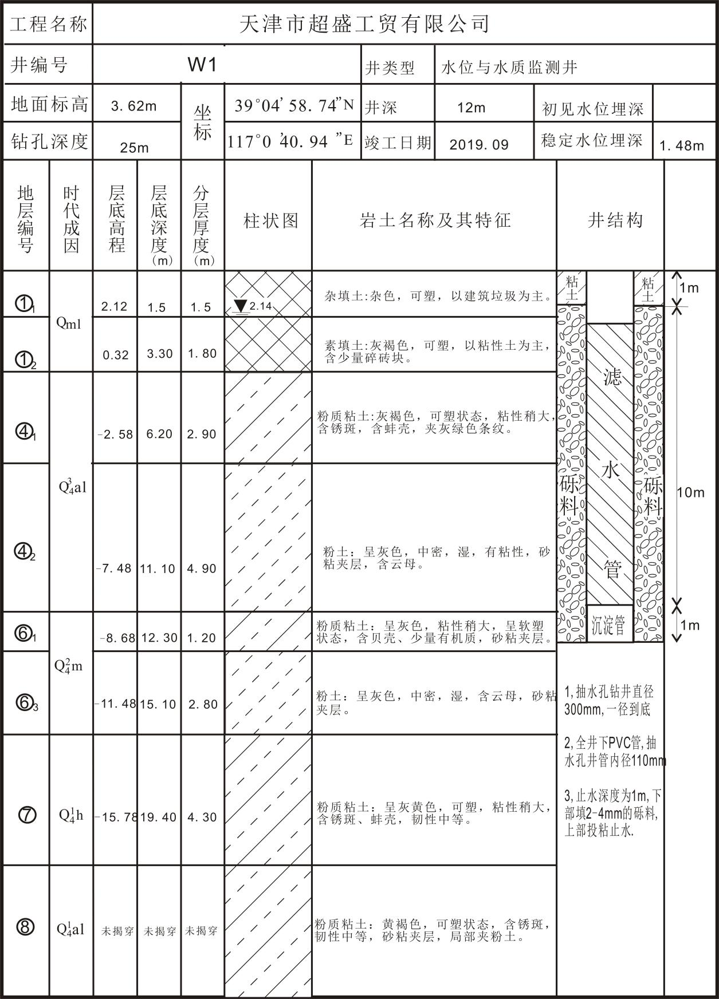 工程名称 天津市超盛工贸有限公司
井编号 W1 井类型 水位与水质监测井
地面标高 3.62m 坐标 39°04'58.74"N 井深 12m 初见水位埋深
钻孔深度 25m 117°0'40.94"E 竣工日期 2019.09 稳定水位埋深 1.48m
地层编号 时代成因 层底高程 层底深度(m) 分层厚度(m) 柱状图 岩土名称及其特征 井结构
①1 Qml 2.12 1.5 1.5 2.14 杂填土:杂色，可塑，以建筑垃圾为主。
①2 0.32 3.30 1.80 素填土:灰褐色，可塑，以粘性土为主，
含少量碎砖块。
④1 Q₄³al -2.58 6.20 2.90 粉质粘土:灰褐色，可塑状态，粘性稍大，
含锈斑，含蚌壳，夹灰绿色条纹。
④2 -7.48 11.10 4.90 粉土：呈灰色，中密，湿，有粘性，砂
粘夹层，含云母。
⑥1 Q₄²m -8.68 12.30 1.20 粉质粘土：呈灰色，粘性稍大，呈软塑
状态，含贝壳、少量有机质，砂粘夹层。
⑥3 -11.48 15.10 2.80 粉土：呈灰色，中密，湿，含云母，砂粘
夹层。
⑦ Q₄¹h -15.78 19.40 4.30 粉质粘土：呈灰黄色，可塑，粘性稍大，
含锈斑、蚌壳，韧性中等。
⑧ Q₄¹al 未揭穿 未揭穿 未揭穿 粉质粘土：黄褐色，可塑状态，含锈斑，
韧性中等，砂粘夹层，局部夹粉土。
粘土 粘土 1m
滤水管
砾料 砾料 10m
沉淀管 1m
1,抽水孔钻井直径
300mm,一径到底
2,全井下PVC管,抽
水孔井管内径110mm
3,止水深度为1m,下
部填2-4mm的砾料,
上部投粘止水.